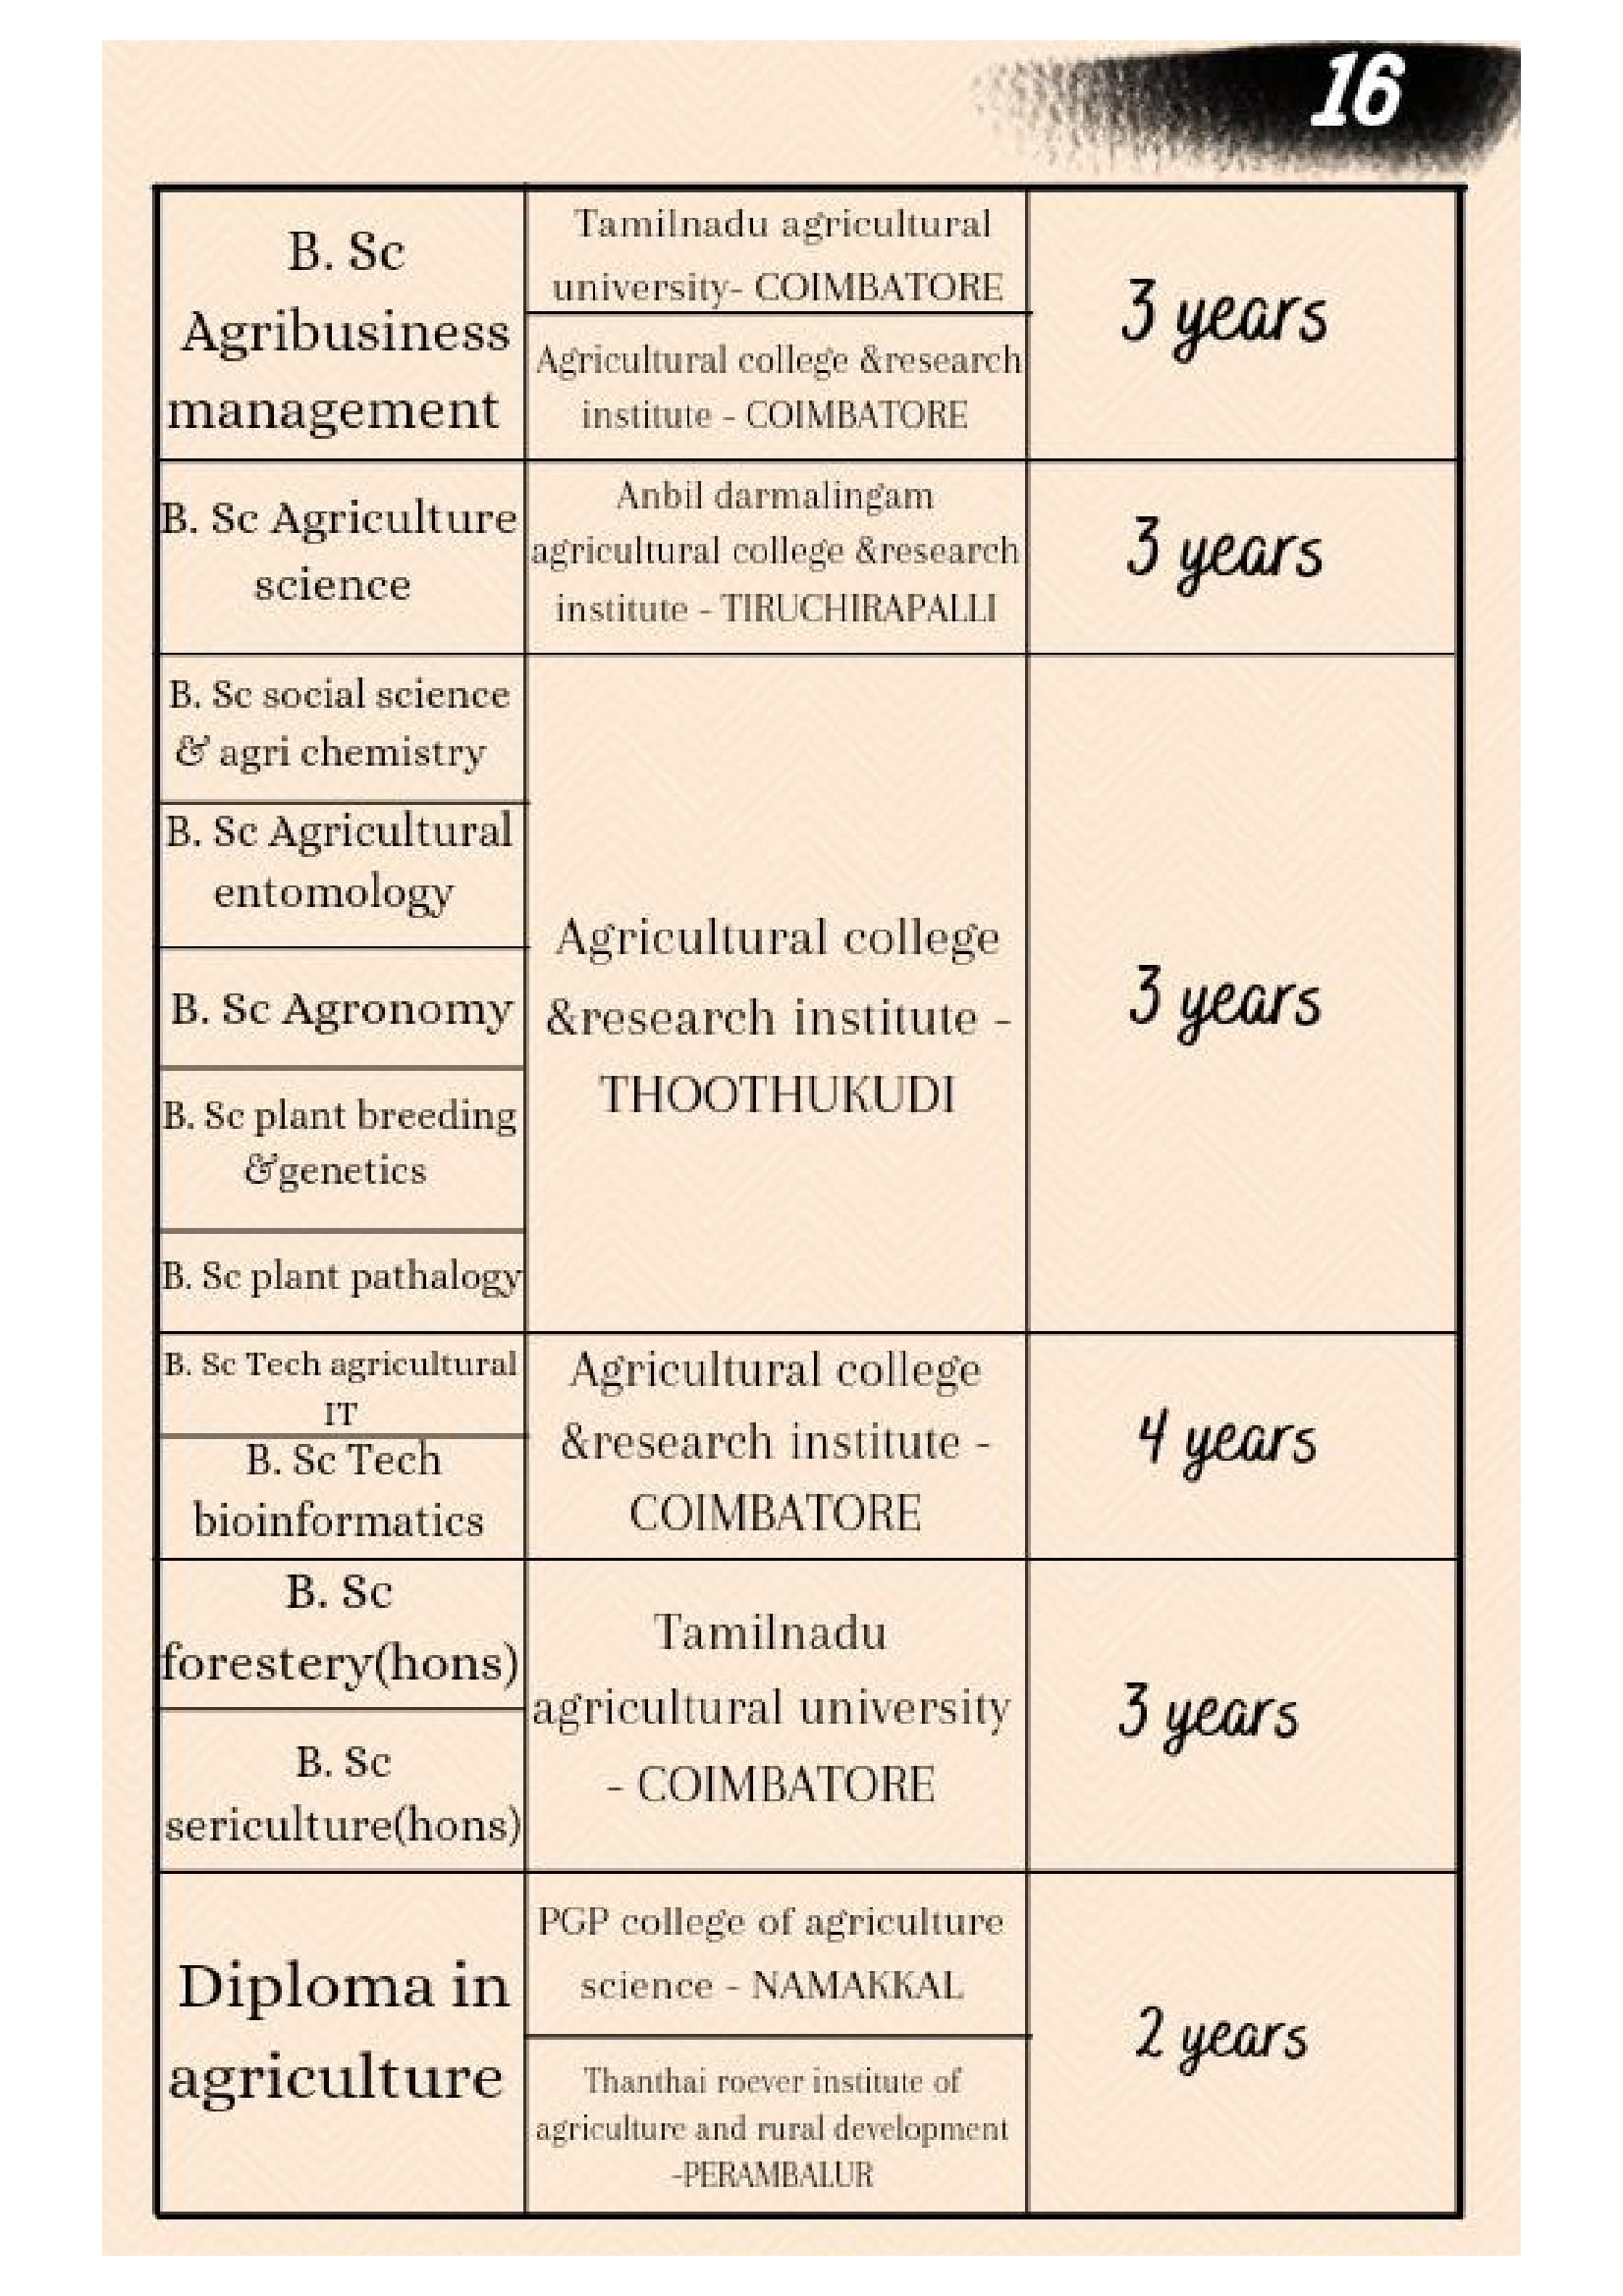 16
B. Sc
Agribusiness
management
Tamilnadu agricultural
university- COIMBATORE
Agricultural college &research
institute - COIMBATORE
3 years
B. Sc Agriculture
science
Anbil darmalingam
agricultural college &research
institute - TIRUCHIRAPALLI
3 years
B. Sc social science
& agri chemistry
B. Sc Agricultural
entomology
B. Sc Agronomy
B. Sc plant breeding
&genetics
B. Sc plant pathalogy
Agricultural college
&research institute -
THOOTHUKUDI
3 years
B. Sc Tech agricultural
IT
B. Sc Tech
bioinformatics
Agricultural college
&research institute -
COIMBATORE
4 years
B. Sc
forestery(hons)
B. Sc
sericulture(hons)
Tamilnadu
agricultural university
- COIMBATORE
3 years
Diploma in
agriculture
PGP college of agriculture
science - NAMAKKAL
Thanthai roever institute of
agriculture and rural development
-PERAMBALUR
2 years